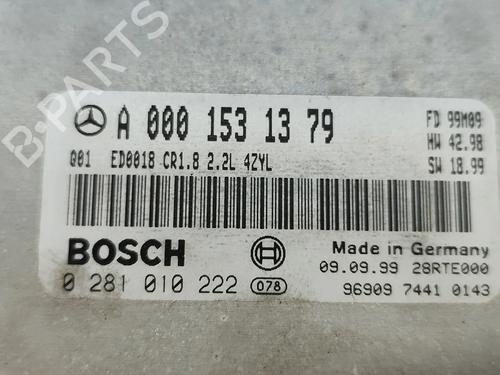 A 000 153 13 79
FD 99M09
HW 42.98
Q01 ED0018 CR1.8 2.2L 4ZYL
SW 18.99
BOSCH
Made in Germany
09.09.99 28RTE000
0 281 010 222 078
96909 7441 0143
B-PARTS